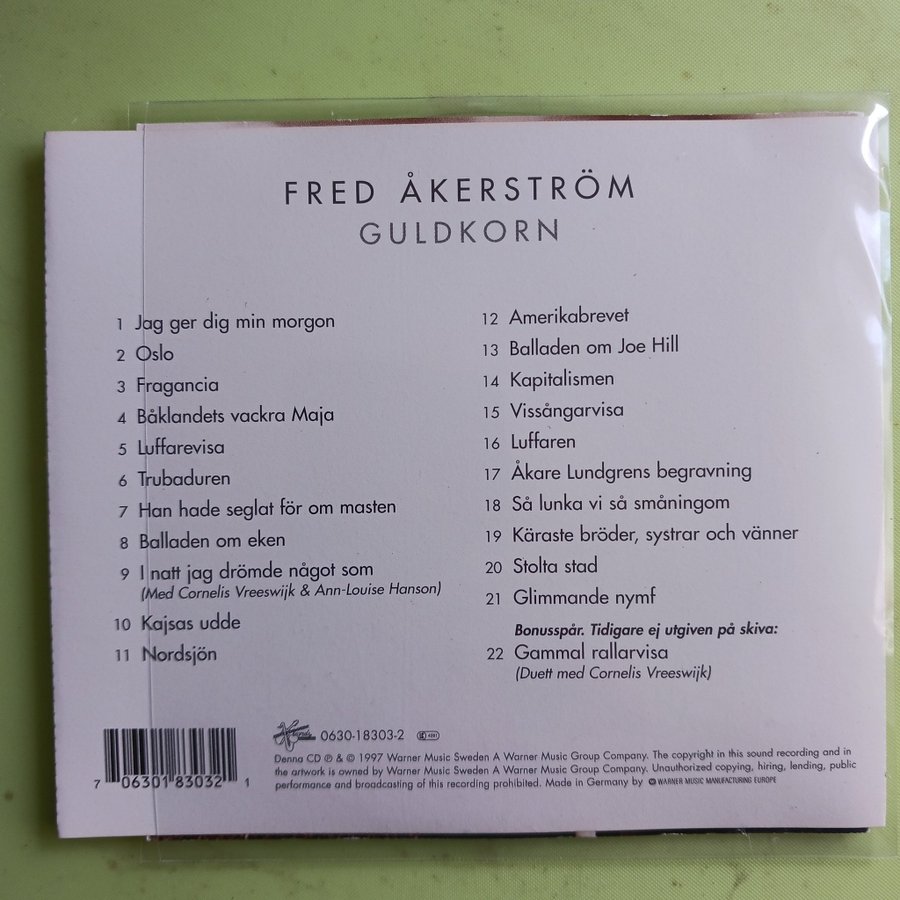 FRED ÅKERSTRÖM
GULDKORN
1 Jag ger dig min morgon
2 Oslo
3 Fragancia
4 Båklandets vackra Maja
5 Luffarevisa
6 Trubaduren
7 Han hade seglat för om masten
8 Balladen om eken
9 I natt jag drömde något som
(Med Cornelis Vreeswijk & Ann-Louise Hanson)
10 Kajsas udde
11 Nordsjön
12 Amerikabrevet
13 Balladen om Joe Hill
14 Kapitalismen
15 Vissångarvisa
16 Luffaren
17 Åkare Lundgrens begravning
18 Så lunka vi så småningom
19 Käraste bröder, systrar och vänner
20 Stolta stad
21 Glimmande nymf
Bonusspår. Tidigare ej utgiven på skiva:
22 Gammal rallarvisa
(Duett med Cornelis Vreeswijk)
7 06301 83032 1
0630-18303-2
Denna CD ℗ & © 1997 Warner Music Sweden A Warner Music Group Company. The copyright in this sound recording and in
the artwork is owned by Warner Music Sweden A Warner Music Group Company. Unauthorized copying, hiring, lending, public
performance and broadcasting of this recording prohibited. Made in Germany by WARNER MUSIC MANUFACTURING EUROPE